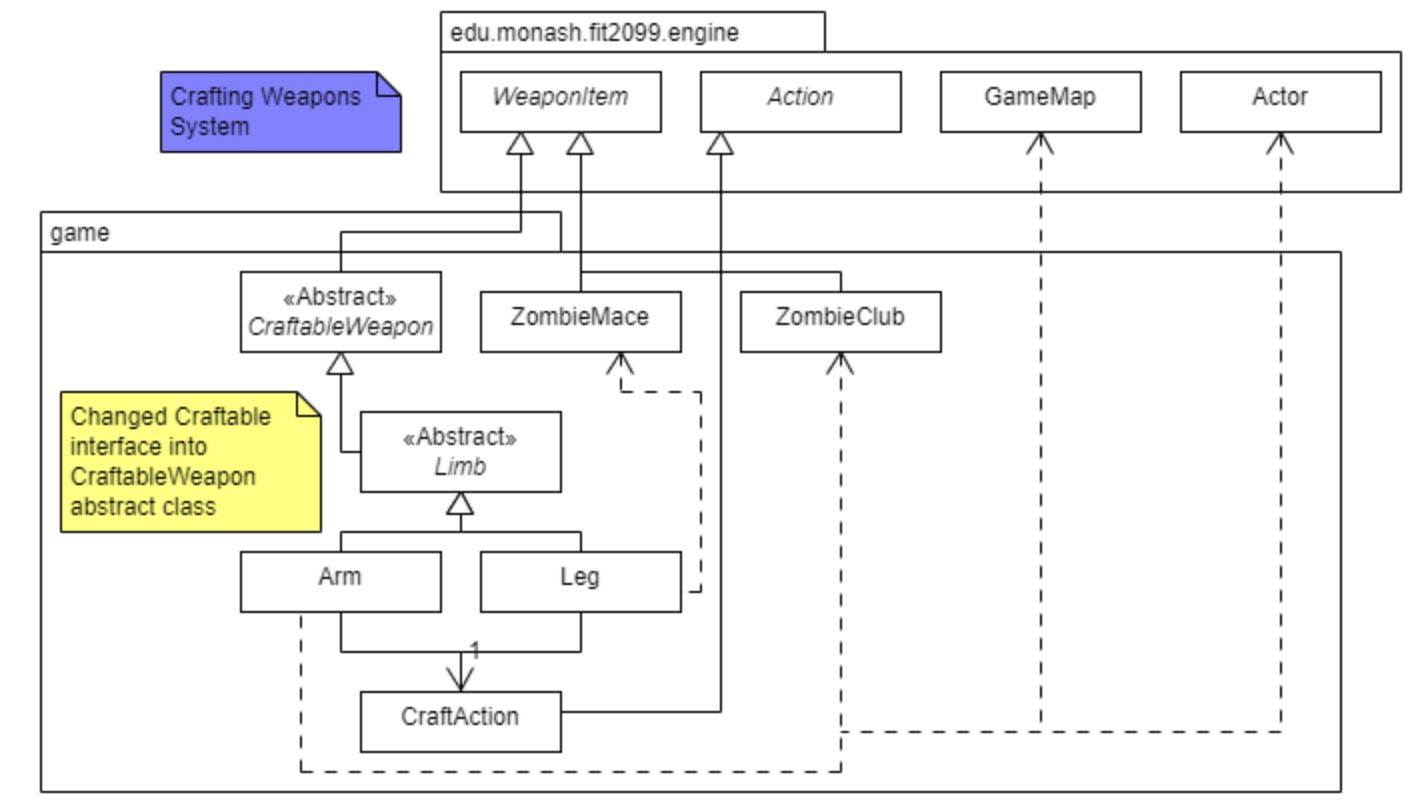 edu.monash.fit2099.engine
Crafting Weapons
System
WeaponItem
Action
GameMap
Actor
game
«Abstract»
CraftableWeapon
ZombieMace
ZombieClub
Changed Craftable
interface into
CraftableWeapon
abstract class
«Abstract»
Limb
Arm
Leg
1
CraftAction